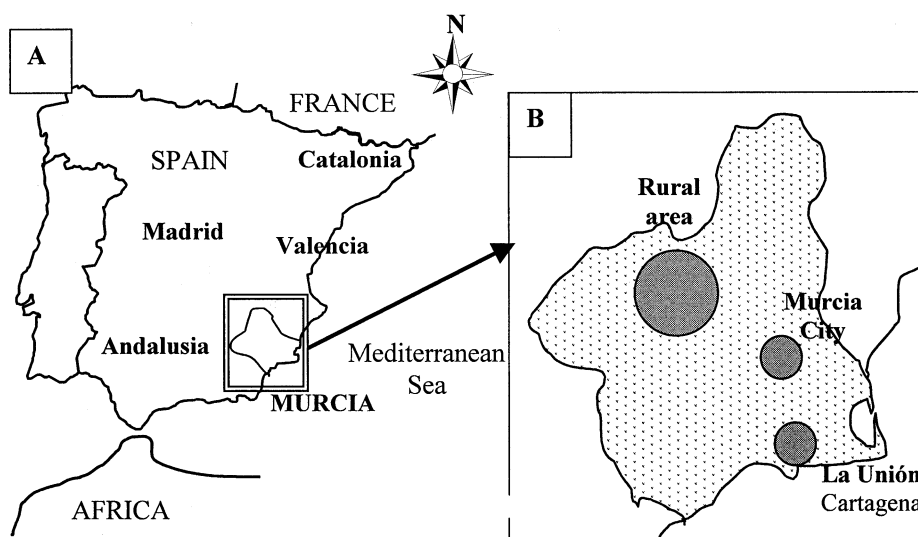 A
N
FRANCE
SPAIN
Catalonia
Madrid
Valencia
Andalusia
Mediterranean
Sea
MURCIA
AFRICA
B
Rural
area
Murcia
City
La Unión
Cartagena